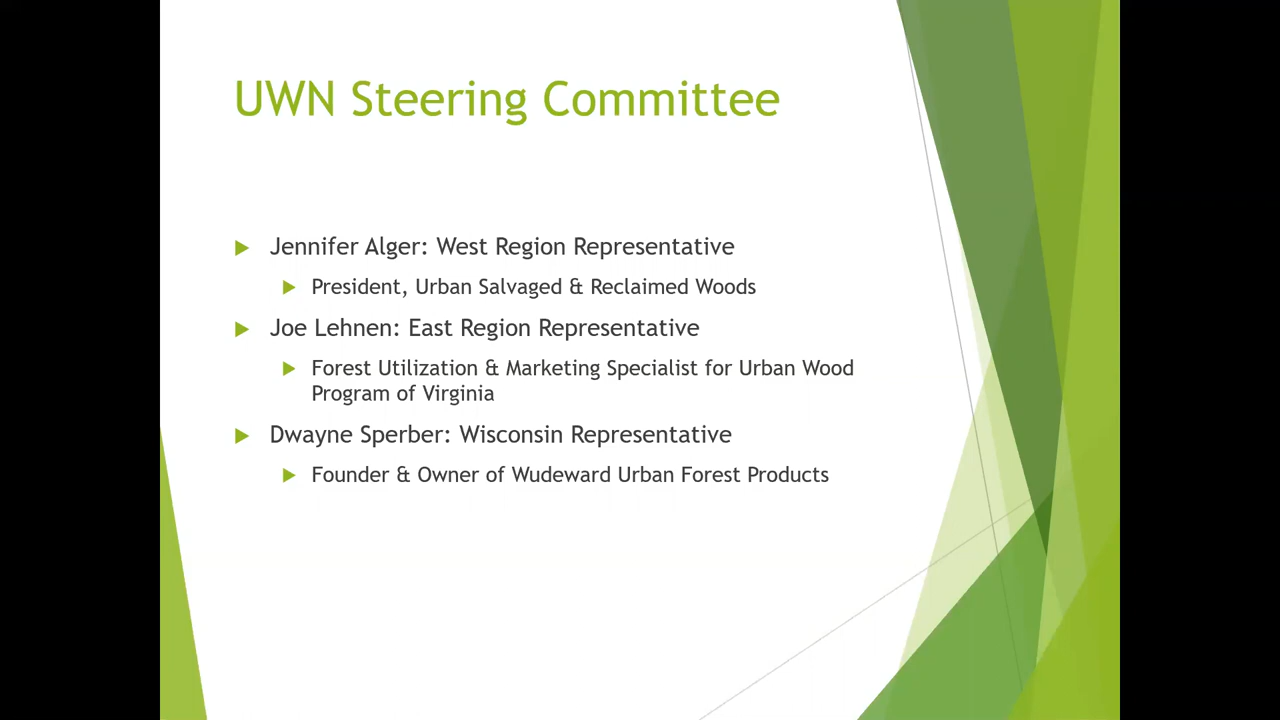 UWN Steering Committee
Jennifer Alger: West Region Representative
President, Urban Salvaged & Reclaimed Woods
Joe Lehnen: East Region Representative
Forest Utilization & Marketing Specialist for Urban Wood
Program of Virginia
Dwayne Sperber: Wisconsin Representative
Founder & Owner of Wudeward Urban Forest Products